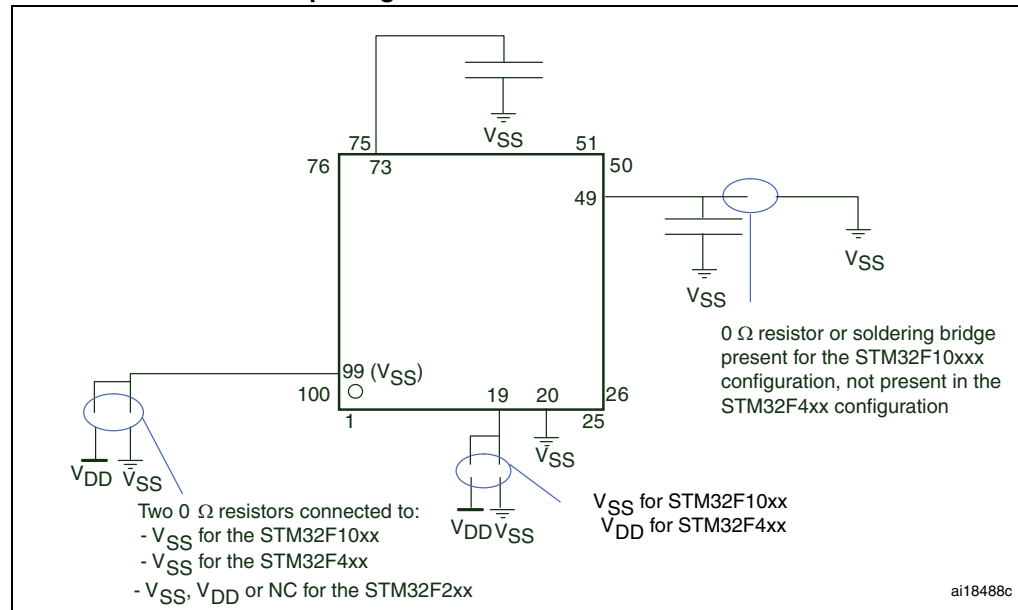 VSS
75
51
76
73
50
49
VSS
VSS
0 Ω resistor or soldering bridge
present for the STM32F10xxx
configuration, not present in the
STM32F4xx configuration
99 (VSS)
100
19
20
26
1
25
VDD
VSS
VSS
VDD
VSS
Two 0 Ω resistors connected to:
- VSS for the STM32F10xx
- VSS for the STM32F4xx
- VSS, VDD or NC for the STM32F2xx
VSS for STM32F10xx
VDD for STM32F4xx
ai18488c